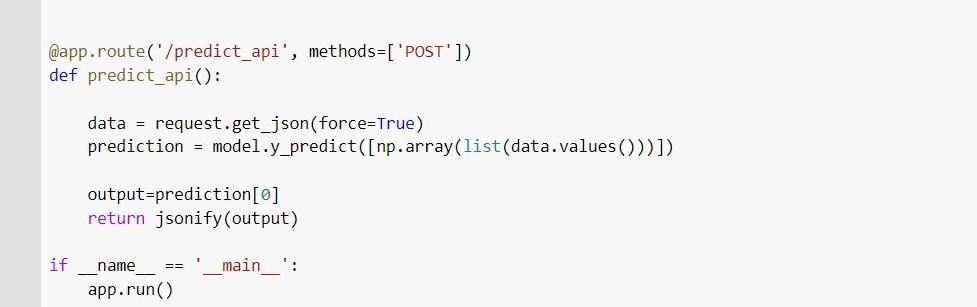 @app.route('/predict_api', methods=['POST'])
def predict_api():
data = request.get_json(force=True)
prediction = model.y_predict([np.array(list(data.values()))])
output=prediction[0]
return jsonify(output)
if __name__ == '__main__':
app.run()